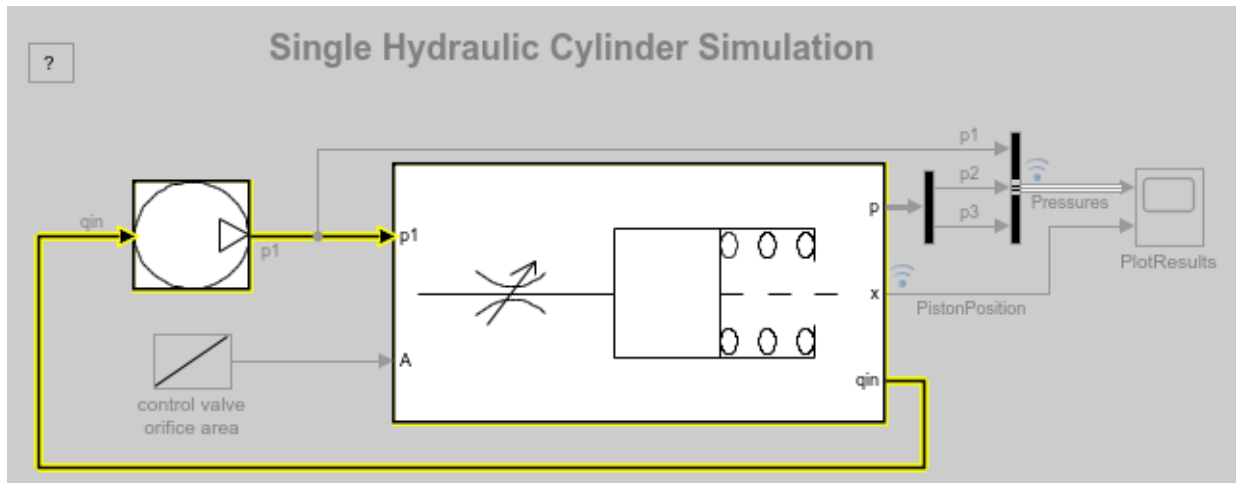 Single Hydraulic Cylinder Simulation
?
p1
qin
p2
p
Pressures
p3
p1
p1
PlotResults
x
PistonPosition
A
qin
control valve
orifice area